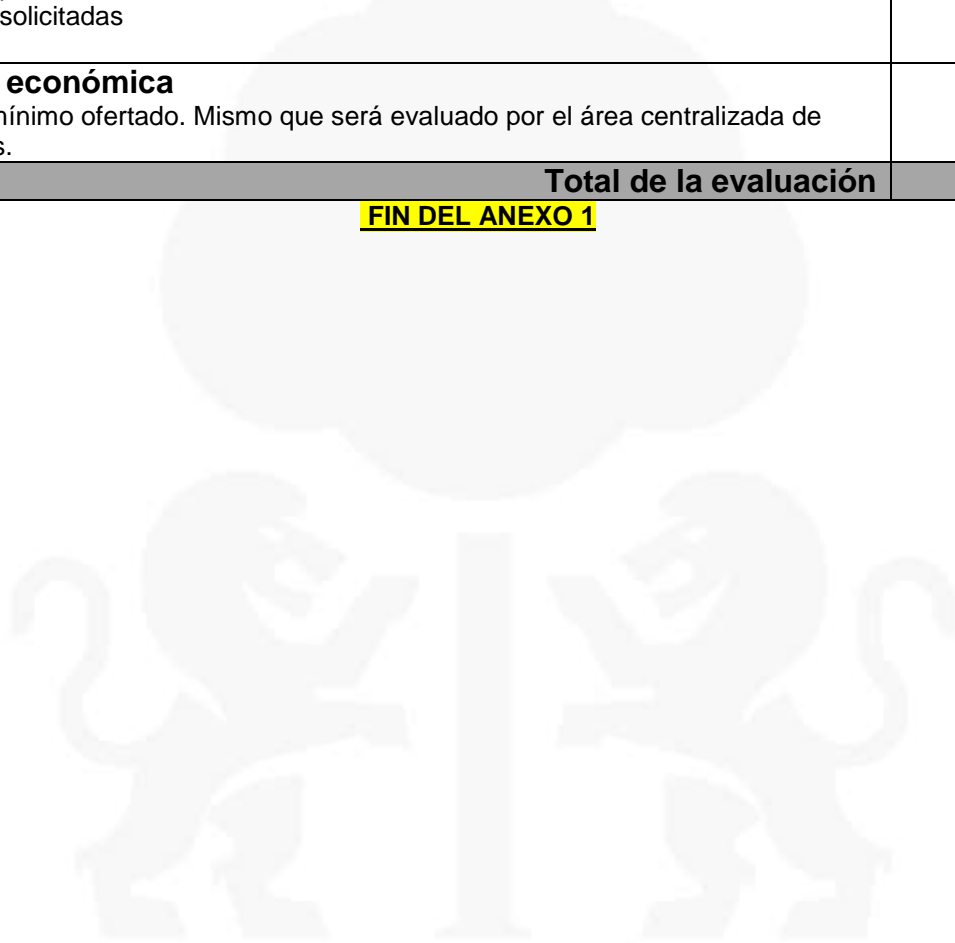 solicitadas
económica
ofertado. Mismo que será evaluado por el área centralizada de
Total de la evaluación
FIN DEL ANEXO 1